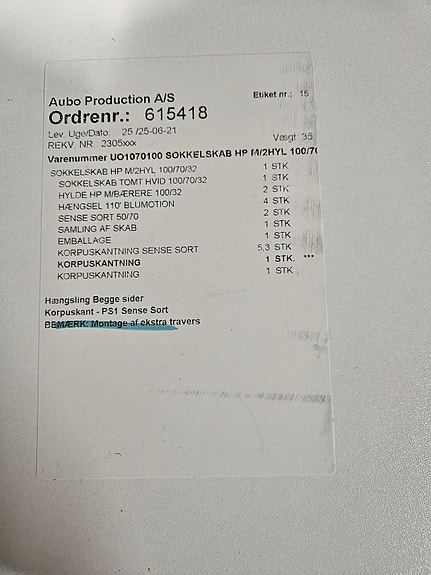 Aubo Production A/S Etiket nr.: 15
Ordrenr.: 615418
Lev. Uge/Dato: 25 /25-06-21
REKV. NR. 2305xxx Vægt 35
Varenummer UO1070100 SOKKELSKAB HP M/2HYL 100/70
SOKKELSKAB HP M/2HYL 100/70/32 1 STK
SOKKELSKAB TOMT HVID 100/70/32 1 STK
HYLDE HP M/BÆRERE 100/32 2 STK
HÆNGSEL 110' BLUMOTION 4 STK
SENSE SORT 50/70 2 STK
SAMLING AF SKAB 1 STK
EMBALLAGE 1 STK
KORPUSKANTNING SENSE SORT 5,3 STK
KORPUSKANTNING 1 STK. ***
KORPUSKANTNING 1 STK
Hængsling Begge sider
Korpuskant - PS1 Sense Sort
BEMÆRK: Montage af ekstra travers